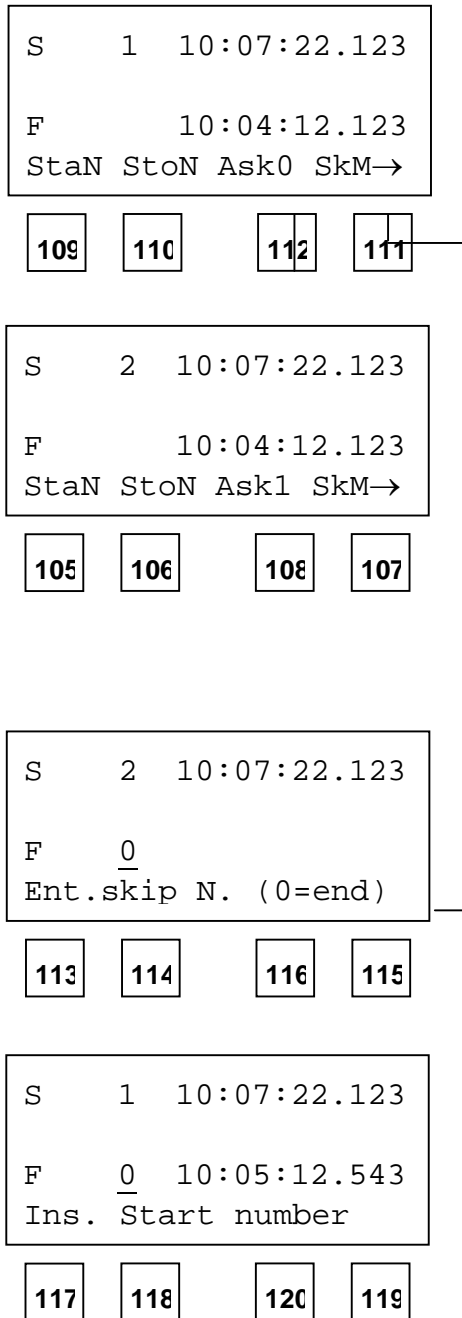 S 1 10:07:22.123
F 10:04:12.123
StaN StoN Ask0 SkM→
109 110 112 111
S 2 10:07:22.123
F 10:04:12.123
StaN StoN Ask1 SkM→
105 106 108 107
S 2 10:07:22.123
F 0
Ent.skip N. (0=end)
113 114 116 115
S 1 10:07:22.123
F 0 10:05:12.543
Ins. Start number
117 118 120 119